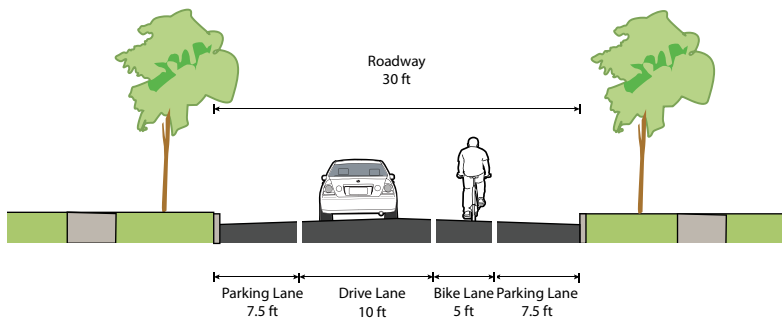 Roadway
30 ft
Parking Lane
7.5 ft
Drive Lane
10 ft
Bike Lane
5 ft
Parking Lane
7.5 ft